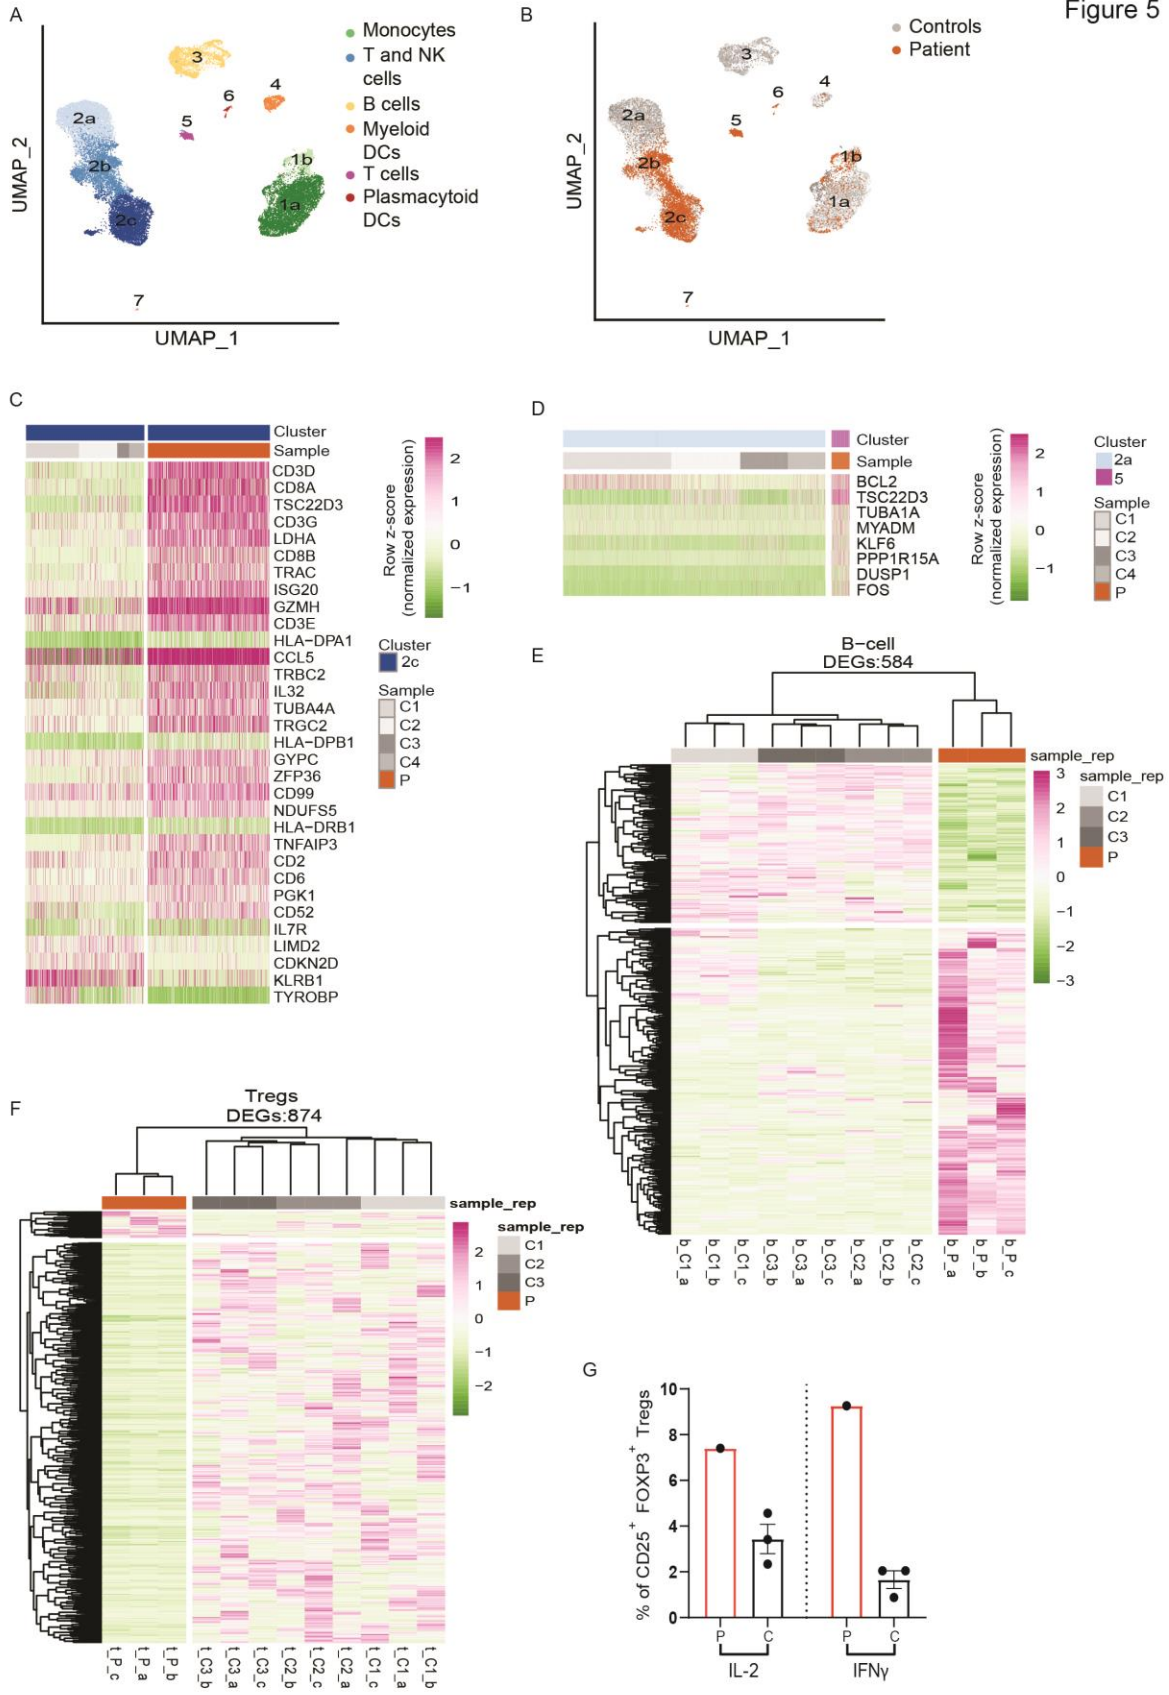 Figure 5
A
UMAP_2
UMAP_1
3
6
4
5
2a
2b
2c
1b
1a
7
Monocytes
T and NK
cells
B cells
Myeloid
DCs
T cells
Plasmacytoid
DCs
B
UMAP_2
UMAP_1
3
4
6
5
2a
2b
2c
1b
1a
7
Controls
Patient
C
Cluster
Sample
CD3D
CD8A
TSC22D3
CD3G
LDHA
CD8B
TRAC
ISG20
GZMH
CD3E
HLA−DPA1
CCL5
TRBC2
IL32
TUBA4A
TRGC2
HLA−DPB1
GYPC
ZFP36
CD99
NDUFS5
HLA−DRB1
TNFAIP3
CD2
CD6
PGK1
CD52
IL7R
LIMD2
CDKN2D
KLRB1
TYROBP
Row z-score
(normalized expression)
2
1
0
−1
Cluster
2c
Sample
C1
C2
C3
C4
P
D
Cluster
Sample
BCL2
TSC22D3
TUBA1A
MYADM
KLF6
PPP1R15A
DUSP1
FOS
Row z-score
(normalized expression)
2
1
0
−1
Cluster
2a
5
Sample
C1
C2
C3
C4
P
E
B-cell
DEGs:584
sample_rep
3
2
1
0
−1
−2
−3
sample_rep
C1
C2
C3
P
b_C1_a
b_C1_b
b_C1_c
b_C3_b
b_C3_a
b_C3_c
b_C2_a
b_C2_b
b_C2_c
b_P_a
b_P_b
b_P_c
F
Tregs
DEGs:874
sample_rep
2
1
0
−1
−2
sample_rep
C1
C2
C3
P
t_P_c
t_P_a
t_P_b
t_C3_b
t_C3_a
t_C3_c
t_C2_b
t_C2_c
t_C2_a
t_C1_c
t_C1_a
t_C1_b
G
% of CD25+ FOXP3+ Tregs
10
8
6
4
2
0
P
C
P
C
IL-2
IFNγ